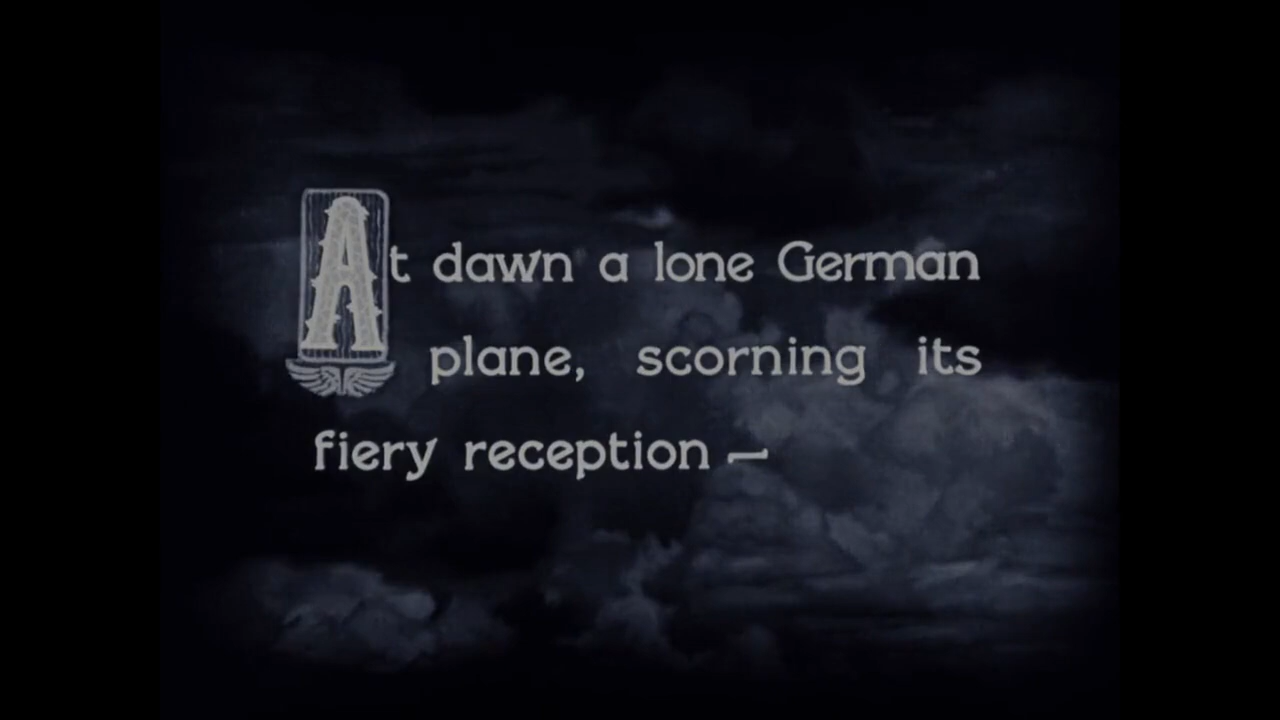 At dawn a lone German
plane, scorning its
fiery reception —